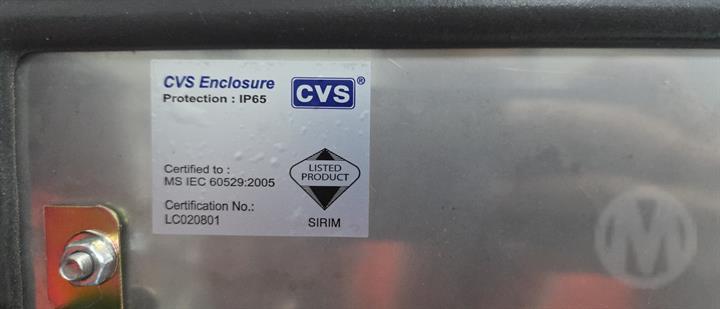 CVS Enclosure
Protection : IP65
CVS®
Certified to :
MS IEC 60529:2005
Certification No.:
LC020801
LISTED
PRODUCT
SIRIM
M